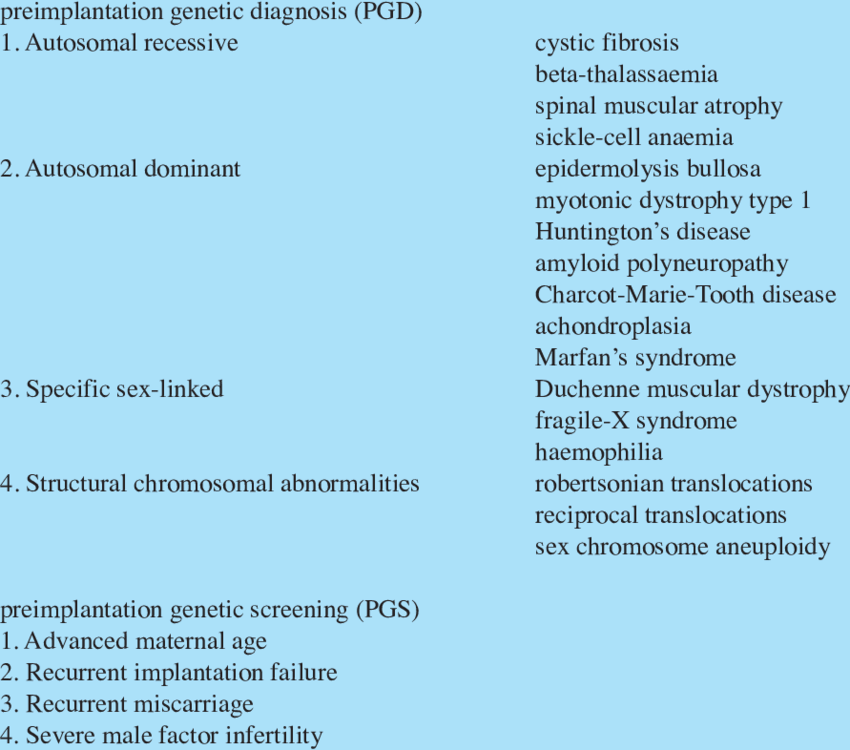 preimplantation genetic diagnosis (PGD)
1. Autosomal recessive cystic fibrosis
beta-thalassaemia
spinal muscular atrophy
sickle-cell anaemia
2. Autosomal dominant epidermolysis bullosa
myotonic dystrophy type 1
Huntington’s disease
amyloid polyneuropathy
Charcot-Marie-Tooth disease
achondroplasia
Marfan’s syndrome
3. Specific sex-linked Duchenne muscular dystrophy
fragile-X syndrome
haemophilia
4. Structural chromosomal abnormalities robertsonian translocations
reciprocal translocations
sex chromosome aneuploidy
preimplantation genetic screening (PGS)
1. Advanced maternal age
2. Recurrent implantation failure
3. Recurrent miscarriage
4. Severe male factor infertility